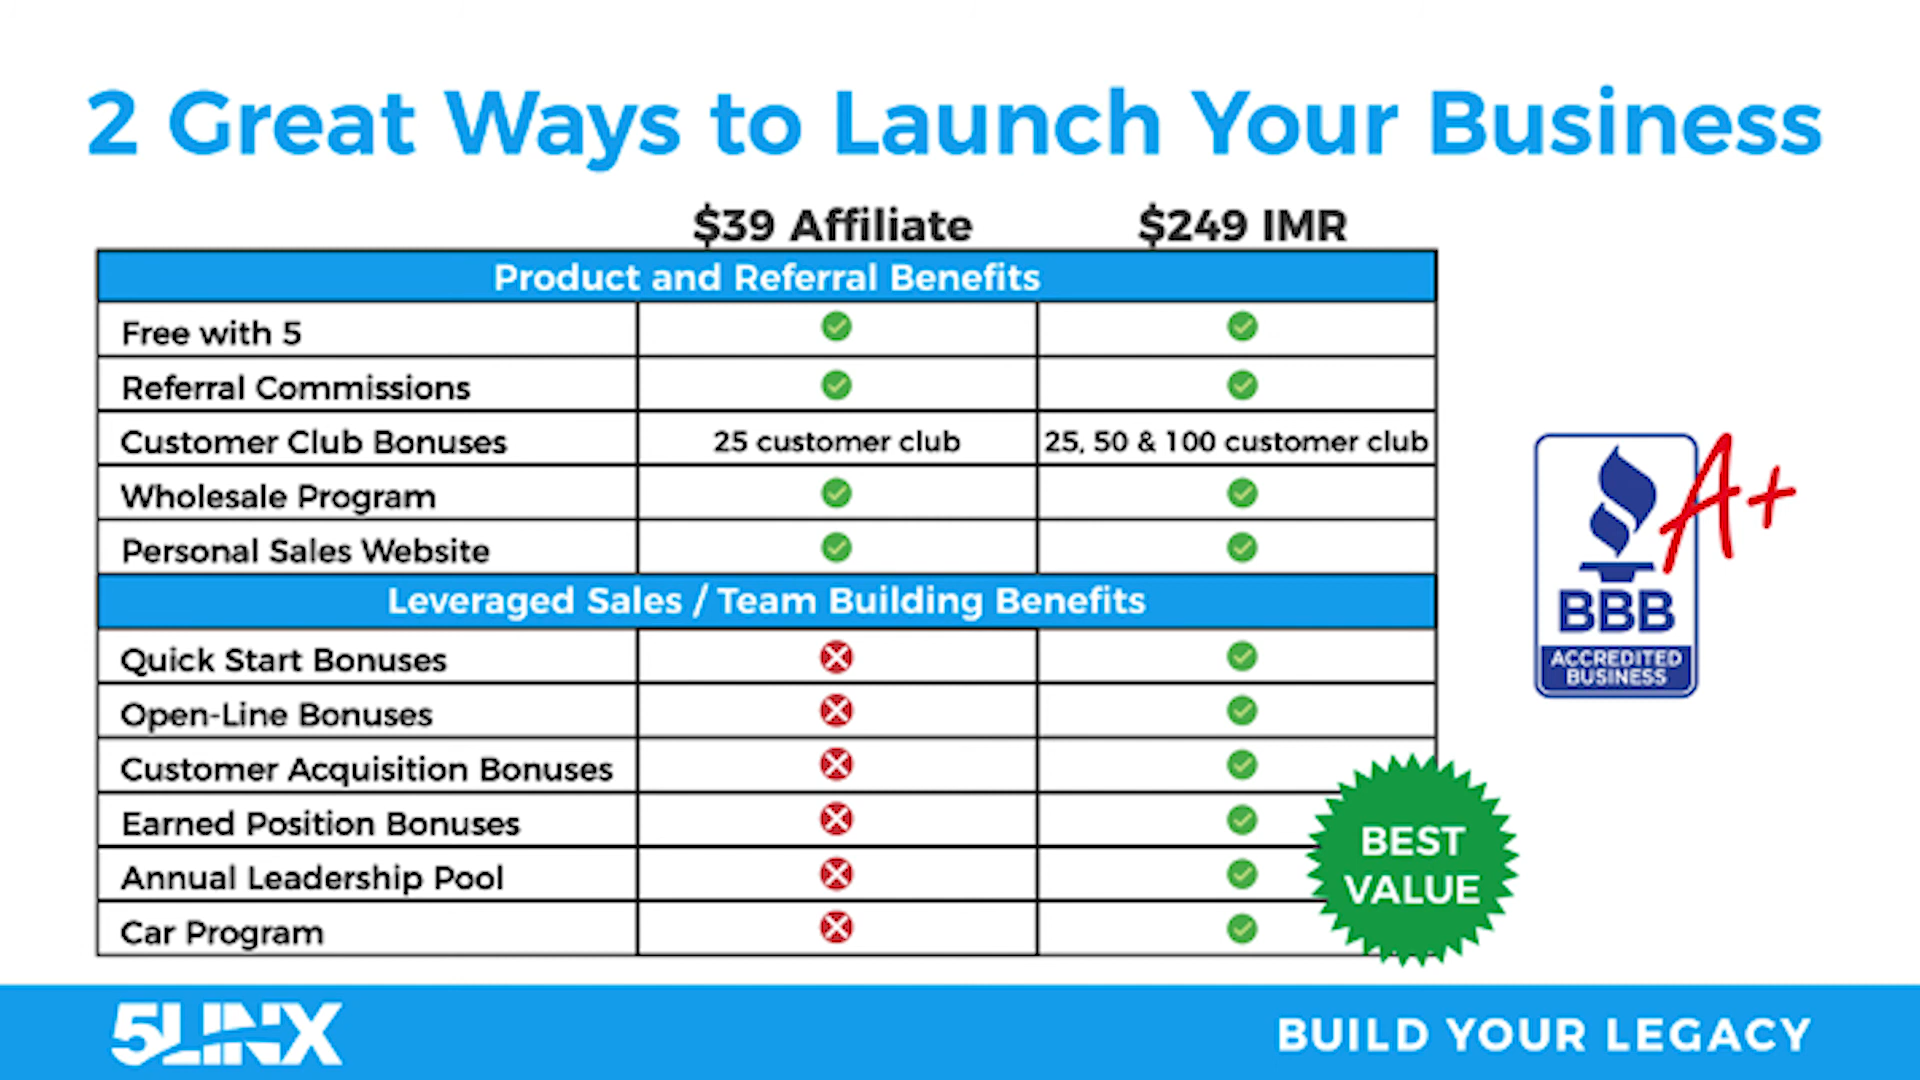 2 Great Ways to Launch Your Business
$39 Affiliate $249 IMR
Product and Referral Benefits
Free with 5
Referral Commissions
Customer Club Bonuses 25 customer club 25, 50 & 100 customer club
Wholesale Program
Personal Sales Website
Leveraged Sales / Team Building Benefits
Quick Start Bonuses
Open-Line Bonuses
Customer Acquisition Bonuses
Earned Position Bonuses
Annual Leadership Pool
Car Program
A+
BBB
ACCREDITED
BUSINESS
BEST
VALUE
5LINX
BUILD YOUR LEGACY